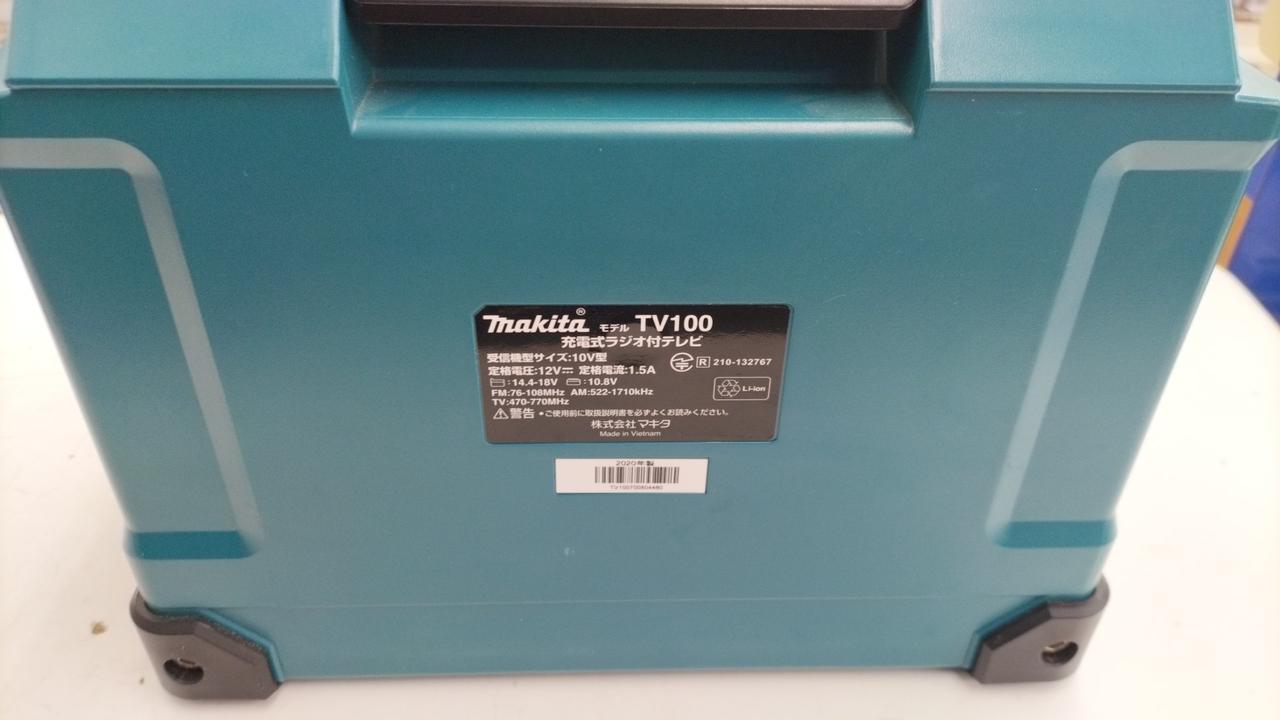 makita® モデル TV100
充電式ラジオ付テレビ
受信機型サイズ:10V型
R 210-132767
定格電圧:12V⎓ 定格電流:1.5A
:14.4-18V :10.8V
Li-ion
FM:76-108MHz AM:522-1710kHz
TV:470-770MHz
⚠警告 •ご使用前に取扱説明書を必ずよくお読みください。
株式会社マキタ
Made in Vietnam
2020年製
TV100700804480